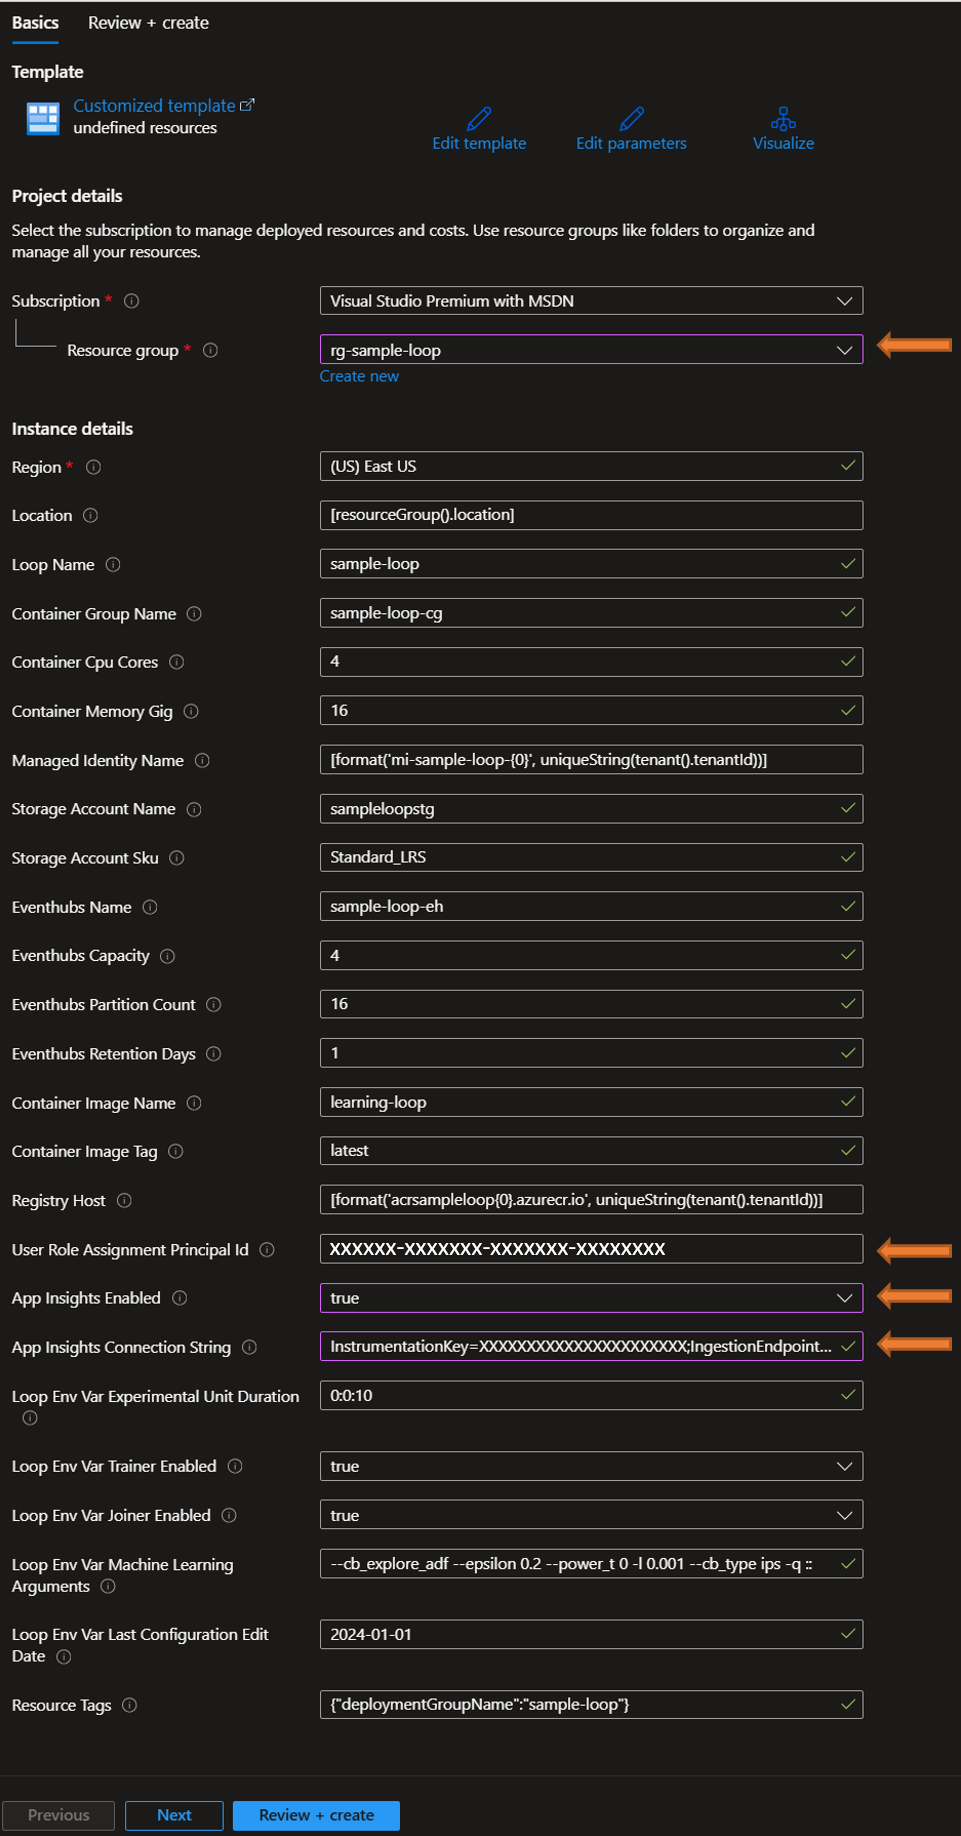 Basics Review + create
Template
Customized template
undefined resources
Edit template Edit parameters Visualize
Project details
Select the subscription to manage deployed resources and costs. Use resource groups like folders to organize and
manage all your resources.
Subscription * Visual Studio Premium with MSDN
Resource group * rg-sample-loop
Create new
Instance details
Region * (US) East US
Location [resourceGroup().location]
Loop Name sample-loop
Container Group Name sample-loop-cg
Container Cpu Cores 4
Container Memory Gig 16
Managed Identity Name [format('mi-sample-loop-{0}', uniqueString(tenant().tenantId))]
Storage Account Name sampleloopstg
Storage Account Sku Standard_LRS
Eventhubs Name sample-loop-eh
Eventhubs Capacity 4
Eventhubs Partition Count 16
Eventhubs Retention Days 1
Container Image Name learning-loop
Container Image Tag latest
Registry Host [format('acrsampleloop{0}.azurecr.io', uniqueString(tenant().tenantId))]
User Role Assignment Principal Id XXXXXX-XXXXXXX-XXXXXXX-XXXXXXXX
App Insights Enabled true
App Insights Connection String InstrumentationKey=XXXXXXXXXXXXXXXXXXXXXX;IngestionEndpoint...
Loop Env Var Experimental Unit Duration 0:0:10
Loop Env Var Trainer Enabled true
Loop Env Var Joiner Enabled true
Loop Env Var Machine Learning
Arguments --cb_explore_adf --epsilon 0.2 --power_t 0 -l 0.001 --cb_type ips -q ::
Loop Env Var Last Configuration Edit
Date 2024-01-01
Resource Tags {"deploymentGroupName":"sample-loop"}
Previous Next Review + create